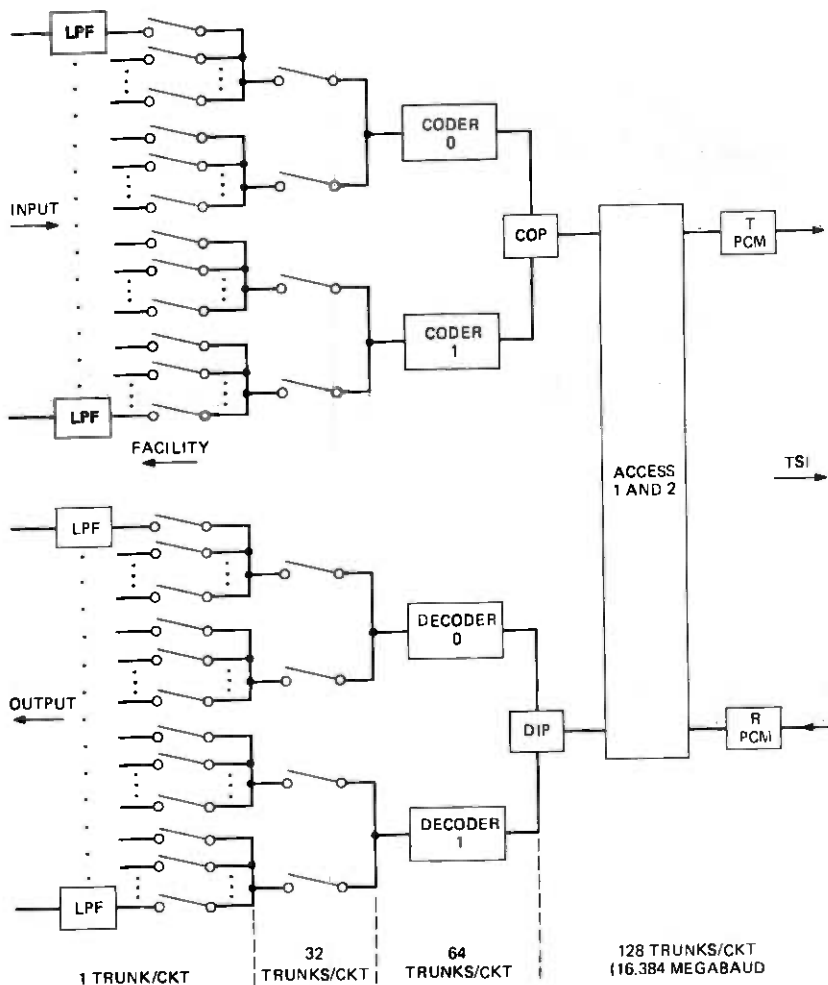 LPF
INPUT
LPF
FACILITY
CODER
0
CODER
1
COP
ACCESS
1 AND 2
T
PCM
TSI
R
PCM
LPF
OUTPUT
LPF
DECODER
0
DECODER
1
DIP
1 TRUNK/CKT
32
TRUNKS/CKT
64
TRUNKS/CKT
128 TRUNKS/CKT
(16.384 MEGABAUD